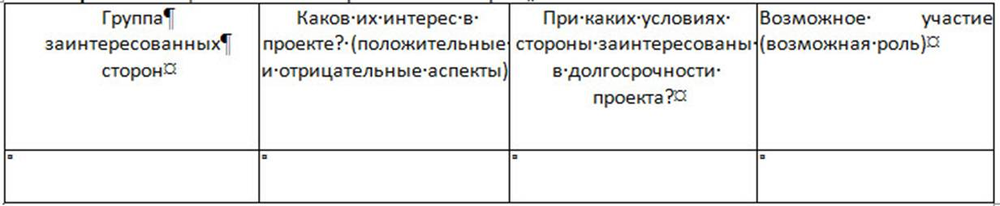 Группа¶
заинтересованных¶
сторон¤
Каков·их·интерес·в·
проекте?·(положительные·
и·отрицательные·аспекты)
При·каких·условиях·
стороны·заинтересованы·
в·долгосрочности·
проекта?¤
Возможное· участие
(возможная·роль)¤